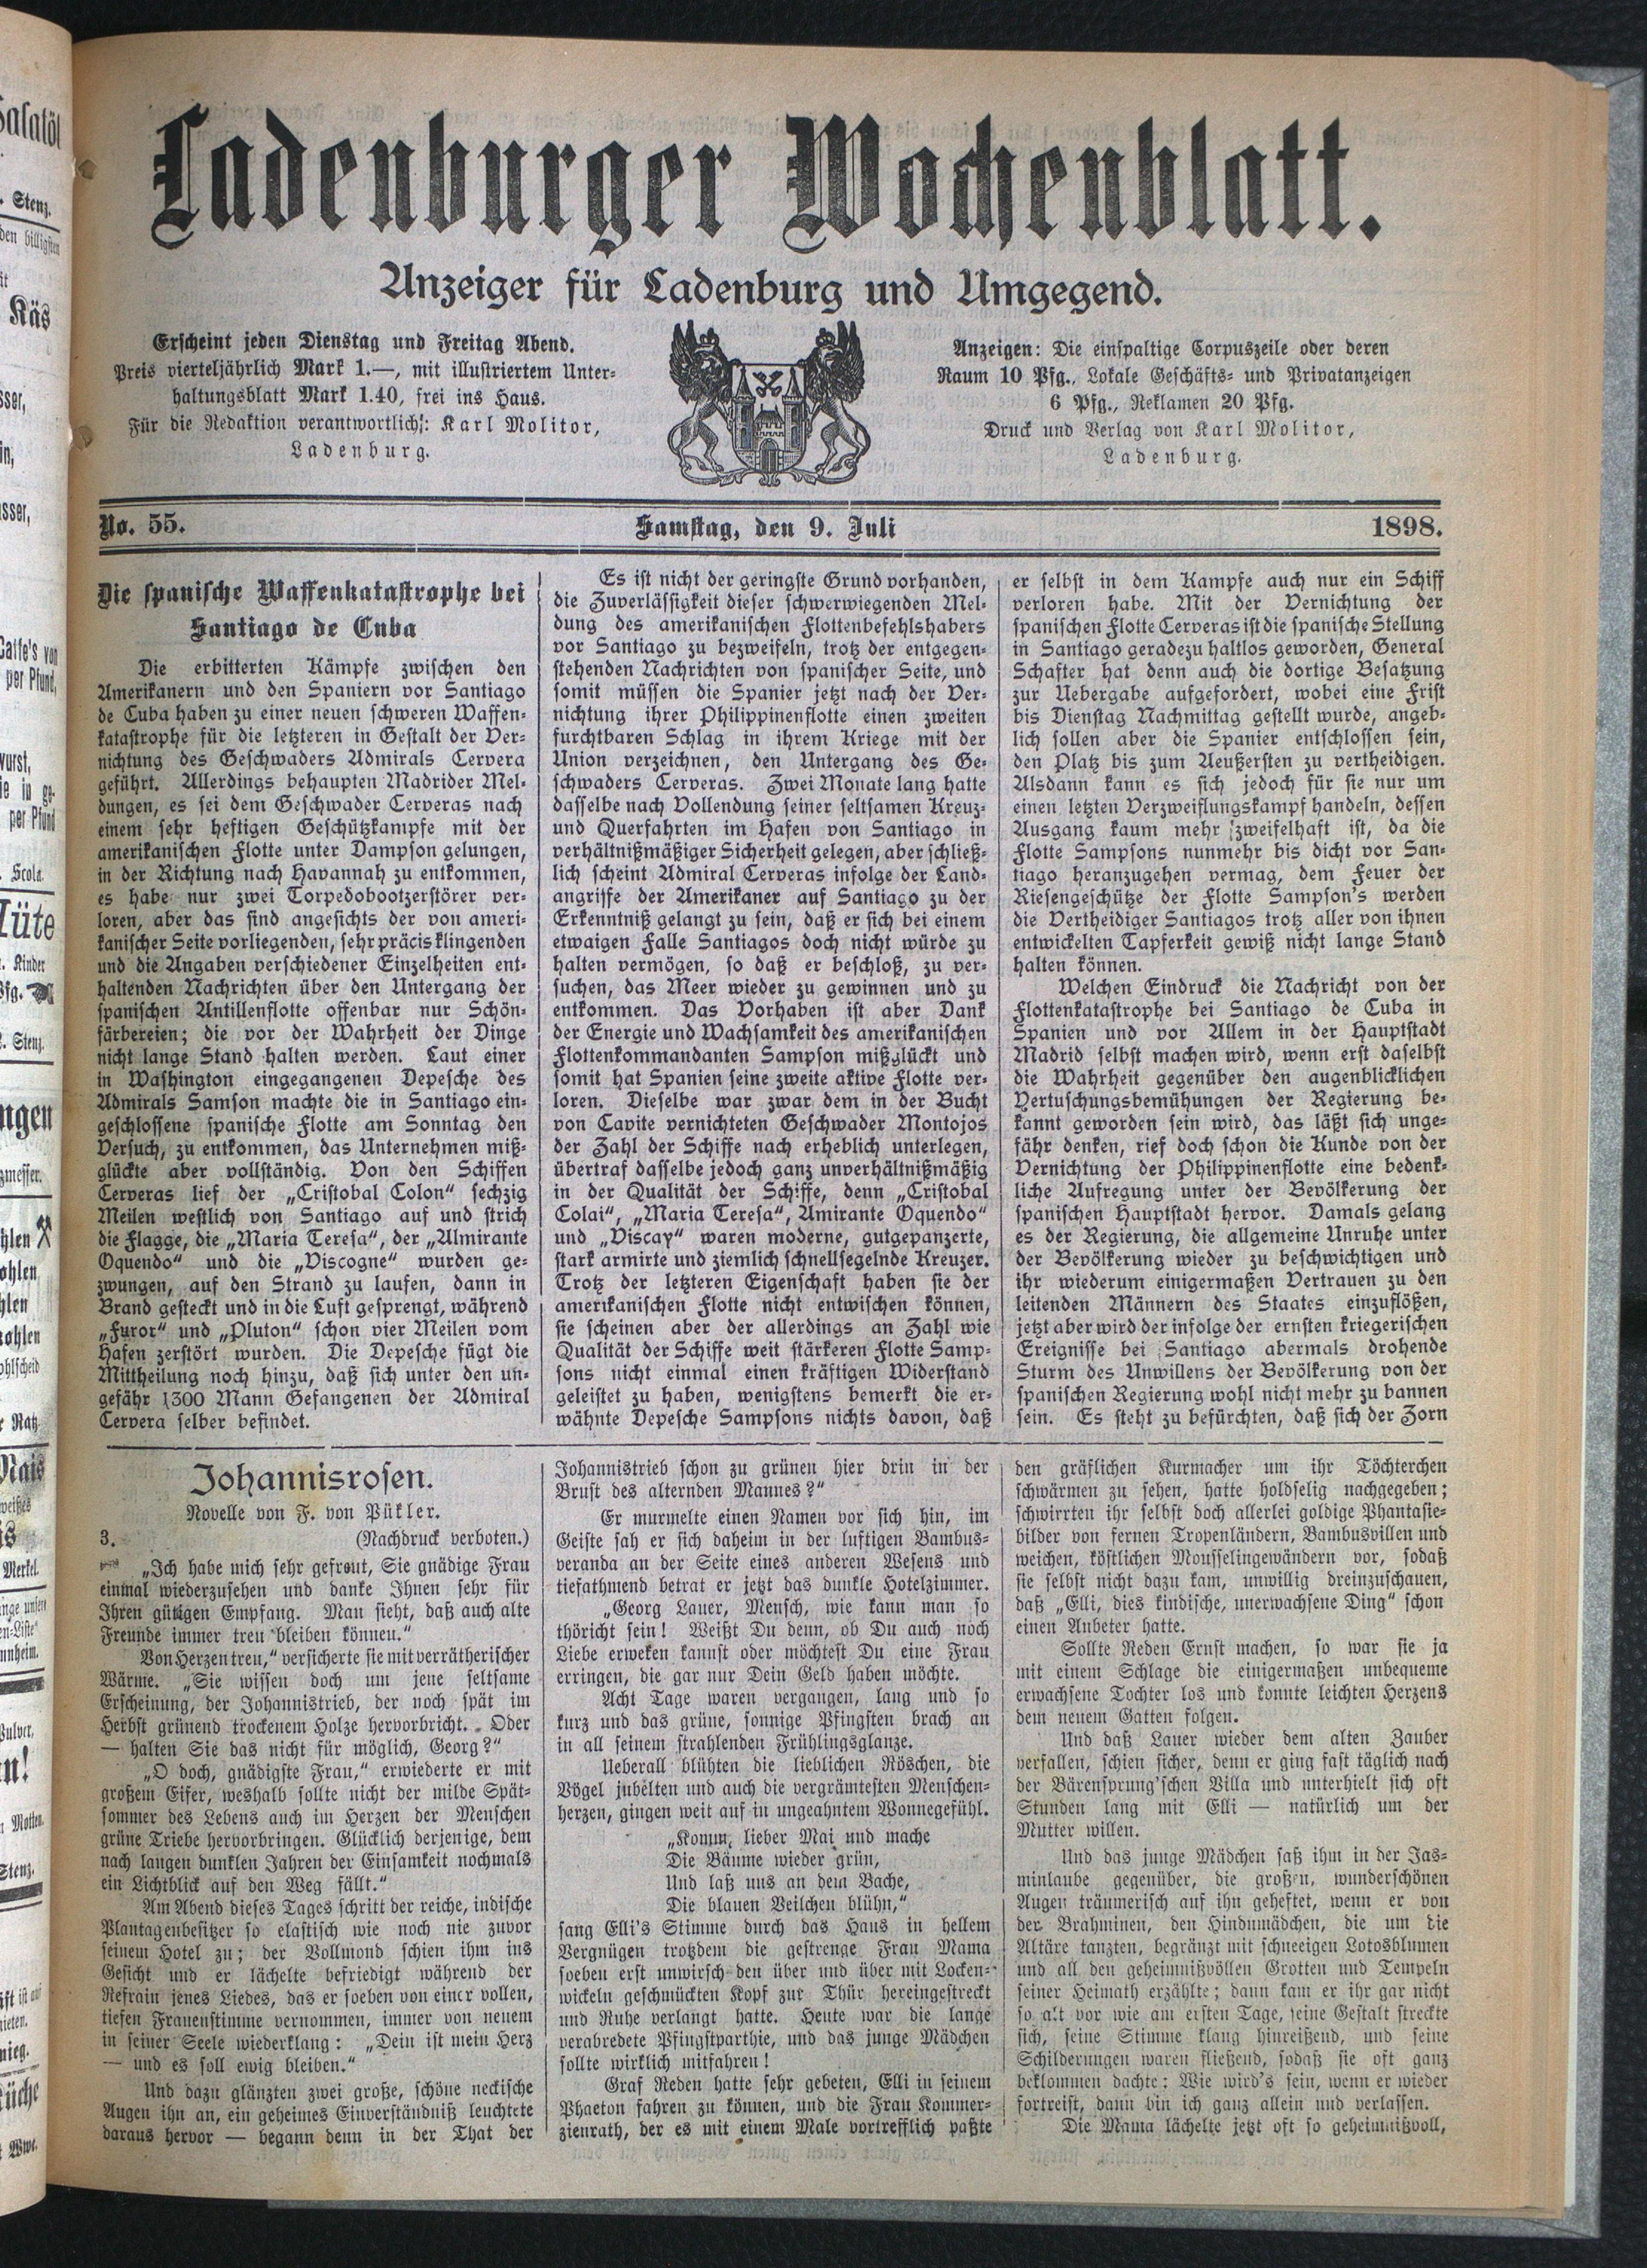 Ladenburger Wochenblatt.
Anzeiger für Ladenburg und Umgegend.
Erscheint jeden Dienstag und Freitag Abend.
Preis vierteljährlich Mark 1.—, mit illustriertem Unter-
haltungsblatt Mark 1.40, frei ins Haus.
Für die Redaktion verantwortlich: Karl Molitor,
Ladenburg.
Anzeigen: Die einspaltige Corpuszeile oder deren
Raum 10 Pfg., Lokale Geschäfts- und Privatanzeigen
6 Pfg., Reklamen 20 Pfg.
Druck und Verlag von Karl Molitor,
Ladenburg.
No. 55.
Samstag, den 9. Juli
1898.
Die spanische Waffenkatastrophe bei
Santiago de Cuba
Die erbitterten Kämpfe zwischen den
Amerikanern und den Spaniern vor Santiago
de Cuba haben zu einer neuen schweren Waffen-
katastrophe für die letzteren in Gestalt der Ver-
nichtung des Geschwaders Admirals Cervera
geführt. Allerdings behaupten Madrider Mel-
dungen, es sei dem Geschwader Cerveras nach
einem sehr heftigen Geschützkampfe mit der
amerikanischen Flotte unter Dampson gelungen,
in der Richtung nach Havannah zu entkommen,
es habe nur zwei Torpedobootzerstörer ver-
loren, aber das sind angesichts der von ameri-
kanischer Seite vorliegenden, sehr präcis klingenden
und die Angaben verschiedener Einzelheiten ent-
haltenden Nachrichten über den Untergang der
spanischen Antillenflotte offenbar nur Schön-
färbereien; die vor der Wahrheit der Dinge
nicht lange Stand halten werden. Laut einer
in Washington eingegangenen Depesche des
Admirals Samson machte die in Santiago ein-
geschlossene spanische Flotte am Sonntag den
Versuch, zu entkommen, das Unternehmen miß-
glückte aber vollständig. Von den Schiffen
Cerveras lief der „Cristobal Colon“ sechzig
Meilen westlich von Santiago auf und strich
die Flagge, die „Maria Teresa“, der „Almirante
Oquendo“ und die „Viscogne“ wurden ge-
zwungen, auf den Strand zu laufen, dann in
Brand gesteckt und in die Luft gesprengt, während
„Furor“ und „Pluton“ schon vier Meilen vom
Hafen zerstört wurden. Die Depesche fügt die
Mittheilung noch hinzu, daß sich unter den un-
gefähr 1300 Mann Gefangenen der Admiral
Cervera selber befindet.
Es ist nicht der geringste Grund vorhanden,
die Zuverlässigkeit dieser schwerwiegenden Mel-
dung des amerikanischen Flottenbefehlshabers
vor Santiago zu bezweifeln, trotz der entgegen-
stehenden Nachrichten von spanischer Seite, und
somit müssen die Spanier jetzt nach der Ver-
nichtung ihrer Philippinenflotte einen zweiten
furchtbaren Schlag in ihrem Kriege mit der
Union verzeichnen, den Untergang des Ge-
schwaders Cerveras. Zwei Monate lang hatte
dasselbe nach Vollendung seiner seltsamen Kreuz-
und Querfahrten im Hafen von Santiago in
verhältnißmäßiger Sicherheit gelegen, aber schließ-
lich scheint Admiral Cerveras infolge der Land-
angriffe der Amerikaner auf Santiago zu der
Erkenntniß gelangt zu sein, daß er sich bei einem
etwaigen Falle Santiagos doch nicht würde zu
halten vermögen, so daß er beschloß, zu ver-
suchen, das Meer wieder zu gewinnen und zu
entkommen. Das Vorhaben ist aber Dank
der Energie und Wachsamkeit des amerikanischen
Flottenkommandanten Sampson mißglückt und
somit hat Spanien seine zweite aktive Flotte ver-
loren. Dieselbe war zwar dem in der Bucht
von Cavite vernichteten Geschwader Montojos
der Zahl der Schiffe nach erheblich unterlegen,
übertraf dasselbe jedoch ganz unverhältnißmäßig
in der Qualität der Schiffe, denn „Cristobal
Colai“, „Maria Teresa“, Amirante Oquendo“
und „Viscay“ waren moderne, gutgepanzerte,
stark armirte und ziemlich schnellsegelnde Kreuzer.
Trotz der letzteren Eigenschaft haben sie der
amerikanischen Flotte nicht entwischen können,
sie scheinen aber der allerdings an Zahl wie
Qualität der Schiffe weit stärkeren Flotte Samp-
sons nicht einmal einen kräftigen Widerstand
geleistet zu haben, wenigstens bemerkt die er-
wähnte Depesche Sampsons nichts davon, daß
er selbst in dem Kampfe auch nur ein Schiff
verloren habe. Mit der Vernichtung der
spanischen Flotte Cerveras ist die spanische Stellung
in Santiago geradezu haltlos geworden, General
Schafter hat denn auch die dortige Besatzung
zur Uebergabe aufgefordert, wobei eine Frist
bis Dienstag Nachmittag gestellt wurde, angeb-
lich sollen aber die Spanier entschlossen sein,
den Platz bis zum Aeußersten zu vertheidigen.
Alsdann kann es sich jedoch für sie nur um
einen letzten Verzweiflungskampf handeln, dessen
Ausgang kaum mehr zweifelhaft ist, da die
Flotte Sampsons nunmehr bis dicht vor San-
tiago heranzugehen vermag, dem Feuer der
Riesengeschütze der Flotte Sampson's werden
die Vertheidiger Santiagos trotz aller von ihnen
entwickelten Tapferkeit gewiß nicht lange Stand
halten können.
Welchen Eindruck die Nachricht von der
Flottenkatastrophe bei Santiago de Cuba in
Spanien und vor Allem in der Hauptstadt
Madrid selbst machen wird, wenn erst daselbst
die Wahrheit gegenüber den augenblicklichen
Vertuschungsbemühungen der Regierung be-
kannt geworden sein wird, das läßt sich unge-
fähr denken, rief doch schon die Kunde von der
Vernichtung der Philippinenflotte eine bedenk-
liche Aufregung unter der Bevölkerung der
spanischen Hauptstadt hervor. Damals gelang
es der Regierung, die allgemeine Unruhe unter
der Bevölkerung wieder zu beschwichtigen und
ihr wiederum einigermaßen Vertrauen zu den
leitenden Männern des Staates einzuflößen,
jetzt aber wird der infolge der ernsten kriegerischen
Ereignisse bei Santiago abermals drohende
Sturm des Unwillens der Bevölkerung von der
spanischen Regierung wohl nicht mehr zu bannen
sein. Es steht zu befürchten, daß sich der Zorn
Johannisrosen.
Novelle von F. von Pükler.
3.
(Nachdruck verboten.)
„Ich habe mich sehr gefreut, Sie gnädige Frau
einmal wiederzusehen und danke Ihnen sehr für
Ihren gütigen Empfang. Man sieht, daß auch alte
Freunde immer treu bleiben können.“
Von Herzen treu,“ versicherte sie mit verrätherischer
Wärme. „Sie wissen doch um jene seltsame
Erscheinung, der Johannistrieb, der noch spät im
Herbst grünend trockenem Holze hervorbricht. Oder
— halten Sie das nicht für möglich, Georg?“
„O doch, gnädigste Frau,“ erwiederte er mit
großem Eifer, weshalb sollte nicht der milde Spät-
sommer des Lebens auch im Herzen der Menschen
grüne Triebe hervorbringen. Glücklich derjenige, dem
nach langen dunklen Jahren der Einsamkeit nochmals
ein Lichtblick auf den Weg fällt.“
Am Abend dieses Tages schritt der reiche, indische
Plantagenbesitzer so elastisch wie noch nie zuvor
seinem Hotel zu; der Vollmond schien ihm ins
Gesicht und er lächelte befriedigt während der
Refrain jenes Liedes, das er soeben von einer vollen,
tiefen Frauenstimme vernommen, immer von neuem
in seiner Seele wiederklang: „Dein ist mein Herz
— und es soll ewig bleiben.“
Und dazu glänzten zwei große, schöne neckische
Augen ihn an, ein geheimes Einverständniß leuchtete
daraus hervor — begann denn in der That der
Johannistrieb schon zu grünen hier drin in der
Brust des alternden Mannes?“
Er murmelte einen Namen vor sich hin, im
Geiste sah er sich daheim in der luftigen Bambus-
veranda an der Seite eines anderen Wesens und
tiefathmend betrat er jetzt das dunkle Hotelzimmer.
„Georg Lauer, Mensch, wie kann man so
thöricht sein! Weißt Du denn, ob Du auch noch
Liebe erweken kannst oder möchtest Du eine Frau
erringen, die gar nur Dein Geld haben möchte.
Acht Tage waren vergangen, lang und so
kurz und das grüne, sonnige Pfingsten brach an
in all seinem strahlenden Frühlingsglanze.
Ueberall blühten die lieblichen Röschen, die
Vögel jubelten und auch die vergrämtesten Menschen-
herzen, gingen weit auf in ungeahntem Wonnegefühl.
„Komm, lieber Mai und mache
Die Bäume wieder grün,
Und laß uns an dem Bache,
Die blauen Veilchen blühn,“
sang Elli's Stimme durch das Haus in hellem
Vergnügen trotzdem die gestrenge Frau Mama
soeben erst unwirsch den über und über mit Locken-
wickeln geschmückten Kopf zur Thür hereingestreckt
und Ruhe verlangt hatte. Heute war die lange
verabredete Pfingstparthie, und das junge Mädchen
sollte wirklich mitfahren!
Graf Reden hatte sehr gebeten, Elli in seinem
Phaeton fahren zu können, und die Frau Kommer-
zienrath, der es mit einem Male vortrefflich paßte
den gräflichen Kurmacher um ihr Töchterchen
schwärmen zu sehen, hatte holdselig nachgegeben;
schwirrten ihr selbst doch allerlei goldige Phantasie-
bilder von fernen Tropenländern, Bambusvillen und
weichen, köstlichen Mousselingewändern vor, sodaß
sie selbst nicht dazu kam, unwillig dreinzuschauen,
daß „Elli, dies kindische, unerwachsene Ding“ schon
einen Anbeter hatte.
Sollte Reden Ernst machen, so war sie ja
mit einem Schlage die einigermaßen unbequeme
erwachsene Tochter los und konnte leichten Herzens
dem neuem Gatten folgen.
Und daß Lauer wieder dem alten Zauber
verfallen, schien sicher, denn er ging fast täglich nach
der Bärensprung'schen Villa und unterhielt sich oft
Stunden lang mit Elli — natürlich um der
Mutter willen.
Und das junge Mädchen saß ihm in der Jas-
minlaube gegenüber, die großen, wunderschönen
Augen träumerisch auf ihn geheftet, wenn er von
der Brahminen, den Hindumädchen, die um die
Altäre tanzten, begränzt mit schneeigen Lotosblumen
und all den geheimnißvöllen Grotten und Tempeln
seiner Heimath erzählte; dann kam er ihr gar nicht
so alt vor wie am ersten Tage, seine Gestalt streckte
sich, seine Stimme klang hinreißend, und seine
Schilderungen waren fließend, sodaß sie oft ganz
beklommen dachte: Wie wird's sein, wenn er wieder
fortreist, dann bin ich ganz allein und verlassen.
Die Mama lächelte jetzt oft so geheimnißvoll,